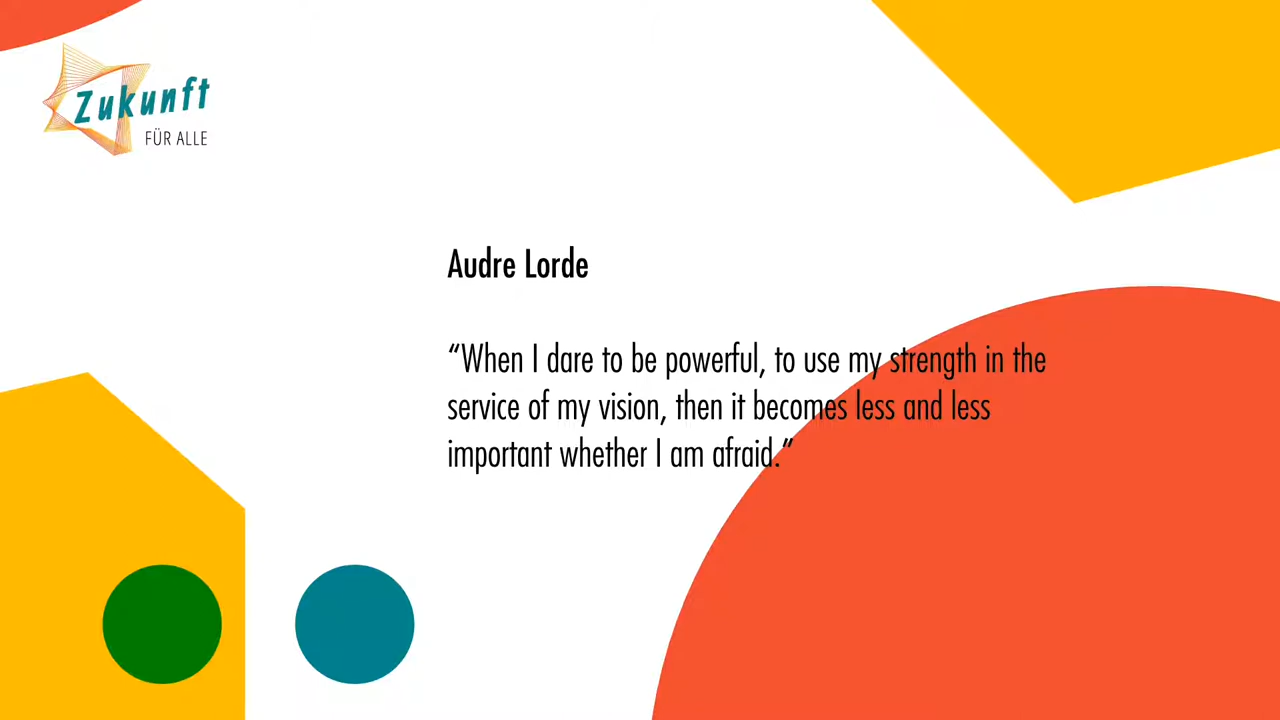 Zukunft
FÜR ALLE
Audre Lorde
“When I dare to be powerful, to use my strength in the
service of my vision, then it becomes less and less
important whether I am afraid.”